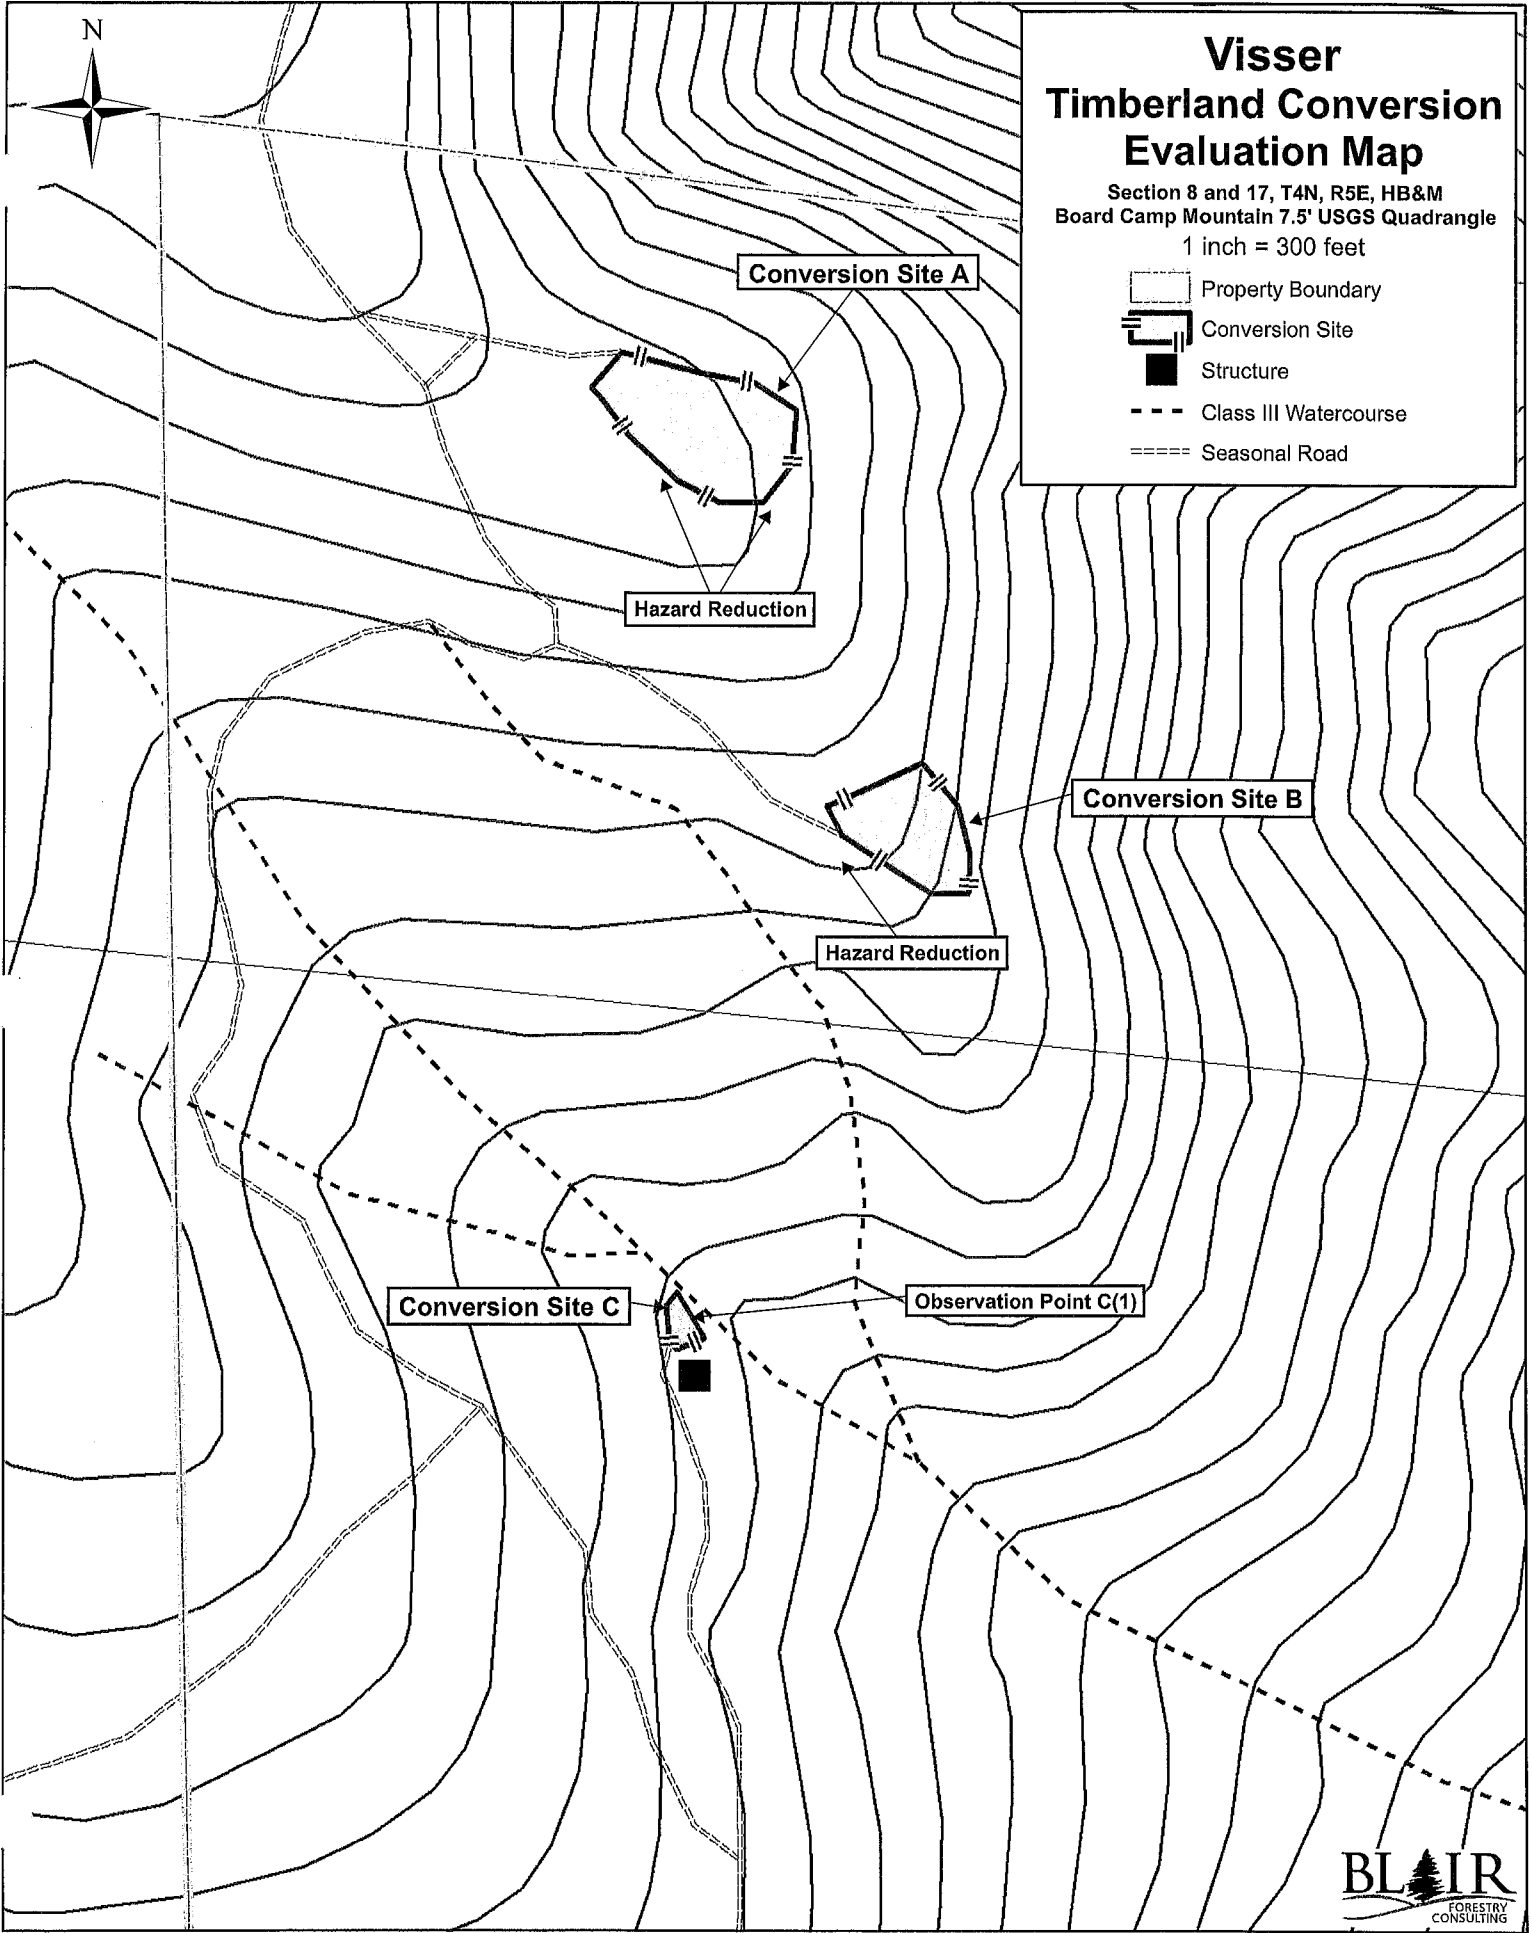 N
Visser
Timberland Conversion
Evaluation Map
Section 8 and 17, T4N, R5E, HB&M
Board Camp Mountain 7.5' USGS Quadrangle
1 inch = 300 feet
Property Boundary
Conversion Site
Structure
Class III Watercourse
Seasonal Road
Conversion Site A
Hazard Reduction
Conversion Site B
Hazard Reduction
Conversion Site C
Observation Point C(1)
BLAIR
FORESTRY
CONSULTING